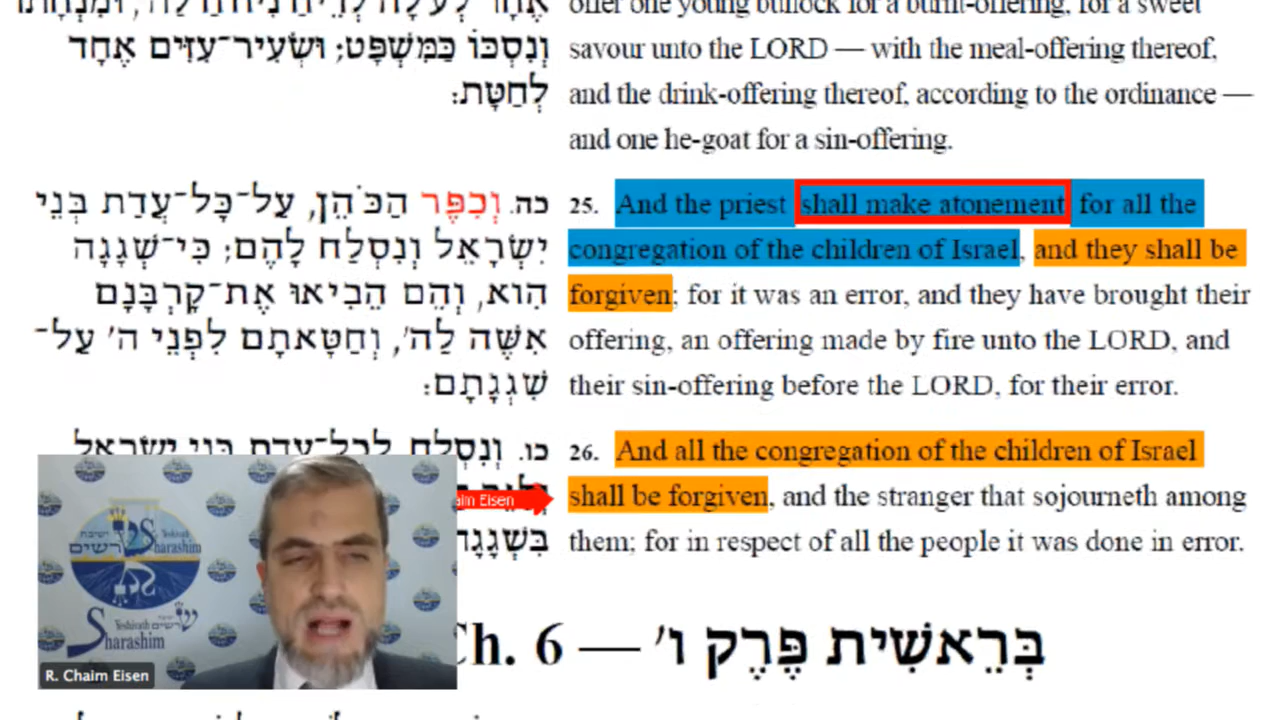 offer one young bullock for a burnt-offering, for a sweet
וְנִסְכּוֹ כַּמִּשְׁפָּט; וּשְׂעִיר־עִזִּים אֶחָד
savour unto the LORD — with the meal-offering thereof,
לְחַטָּת:
and the drink-offering thereof, according to the ordinance —
and one he-goat for a sin-offering.
כה. וְכִפֶּר הַכֹּהֵן, עַל־כָּל־עֲדַת בְּנֵי
יִשְׂרָאֵל וְנִסְלַח לָהֶם; כִּי־שְׁגָגָה
הִוא, וְהֵם הֵבִיאוּ אֶת־קָרְבָּנָם
אִשֶּׁה לַה', וְחַטָּאתָם לִפְנֵי ה' עַל־
שִׁגְגָתָם:
25. And the priest shall make atonement for all the
congregation of the children of Israel, and they shall be
forgiven; for it was an error, and they have brought their
offering, an offering made by fire unto the LORD, and
their sin-offering before the LORD, for their error.
כו. וְנִסְלַח לְכָל־עֲדַת בְּנֵי יִשְׂרָאֵל
בִּשְׁגָגָה
26. And all the congregation of the children of Israel
shall be forgiven, and the stranger that sojourneth among
them; for in respect of all the people it was done in error.
Eisen
Ch. 6 — בְּרֵאשִׁית פֶּרֶק ו'
ישיבת שרשים
Yeshivath Sharashim
Yeshivath Sharashim
R. Chaim Eisen